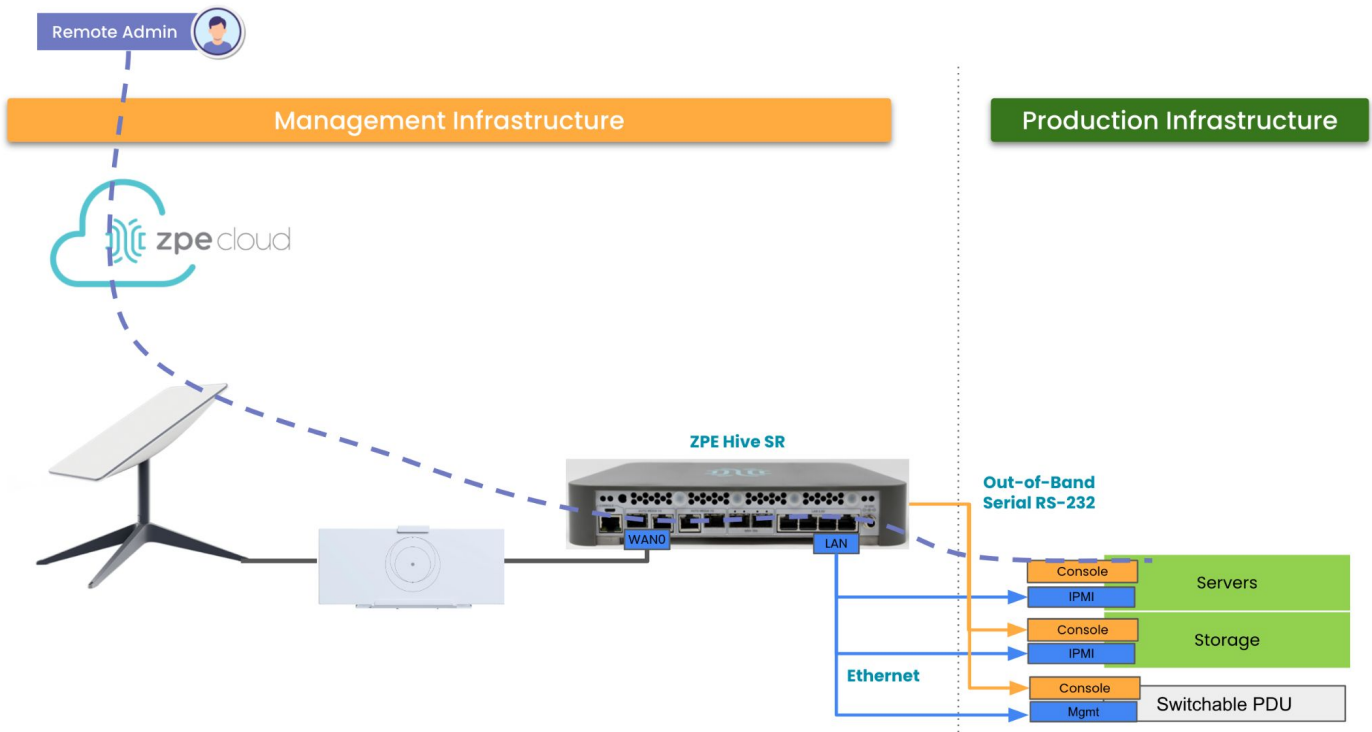 Remote Admin
Management Infrastructure
Production Infrastructure
zpe cloud
ZPE Hive SR
Out-of-Band
Serial RS-232
WAN0
LAN
Console
Servers
IPMI
Console
Storage
IPMI
Ethernet
Console
Switchable PDU
Mgmt